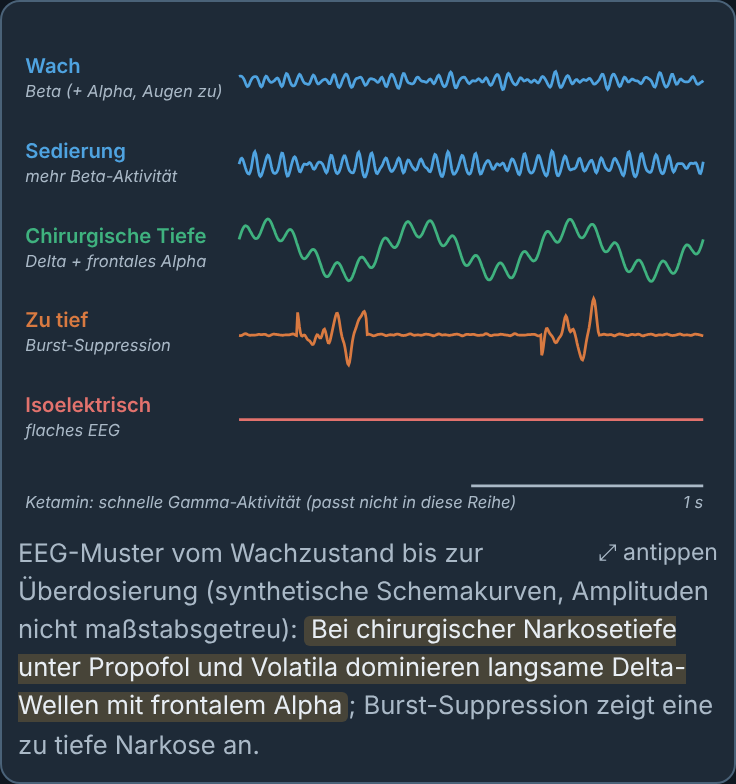 Wach
Beta (+ Alpha, Augen zu)
Sedierung
mehr Beta-Aktivität
Chirurgische Tiefe
Delta + frontales Alpha
Zu tief
Burst-Suppression
Isoelektrisch
flaches EEG
Ketamin: schnelle Gamma-Aktivität (passt nicht in diese Reihe)
1 s
EEG-Muster vom Wachzustand bis zur
⤢ antippen
Überdosierung (synthetische Schemakurven, Amplituden
nicht maßstabsgetreu): Bei chirurgischer Narkosetiefe
unter Propofol und Volatila dominieren langsame Delta-
Wellen mit frontalem Alpha; Burst-Suppression zeigt eine
zu tiefe Narkose an.